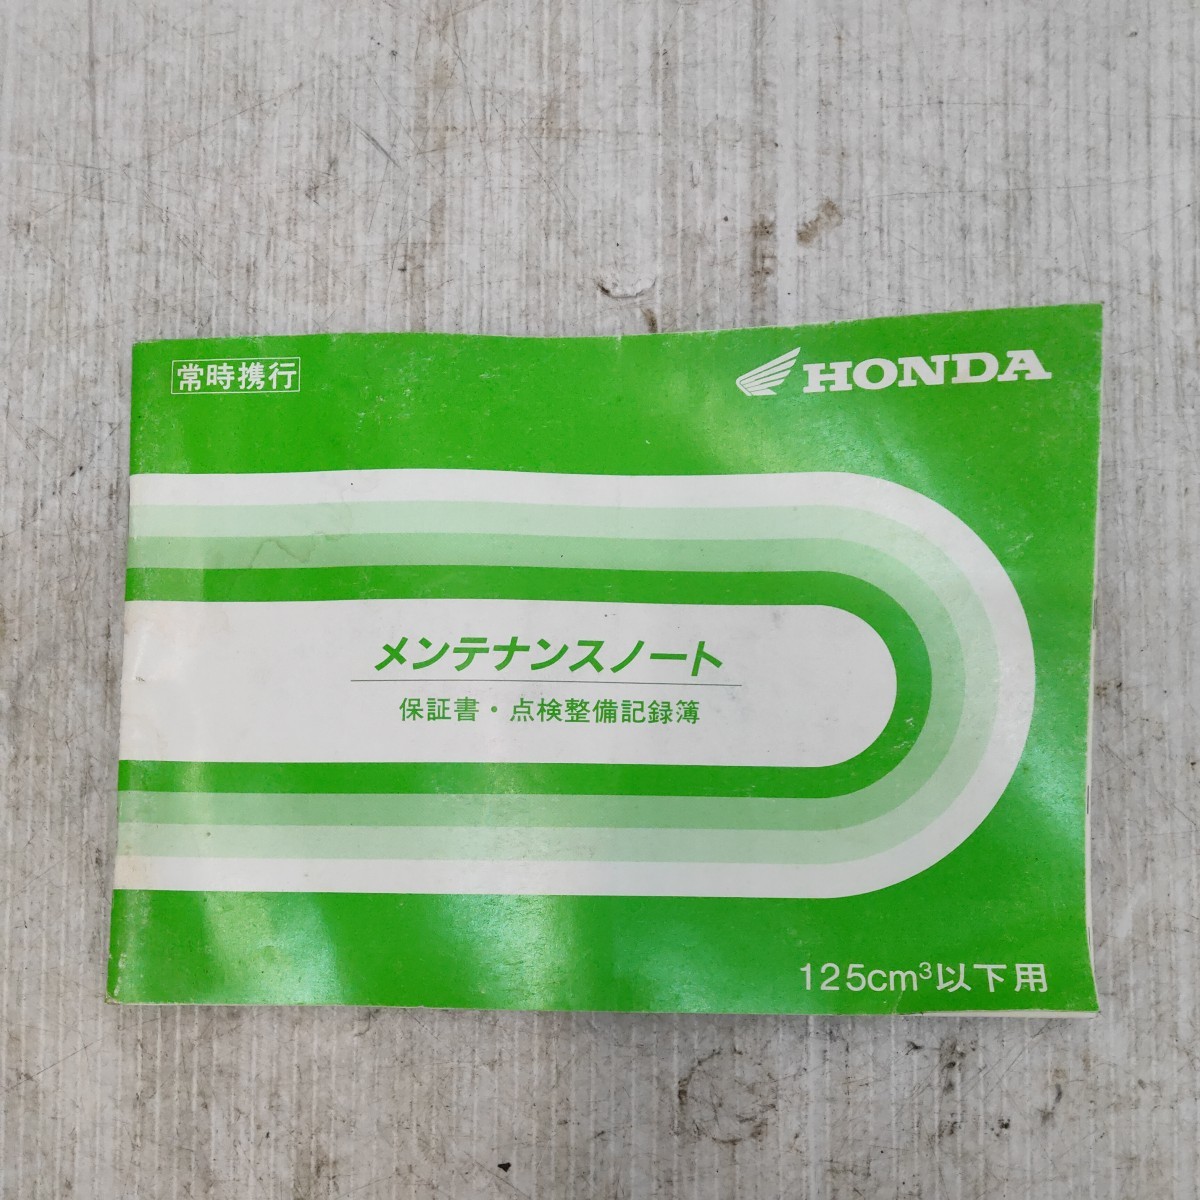 常時携行
HONDA
メンテナンスノート
保証書・点検整備記録簿
125cm³以下用